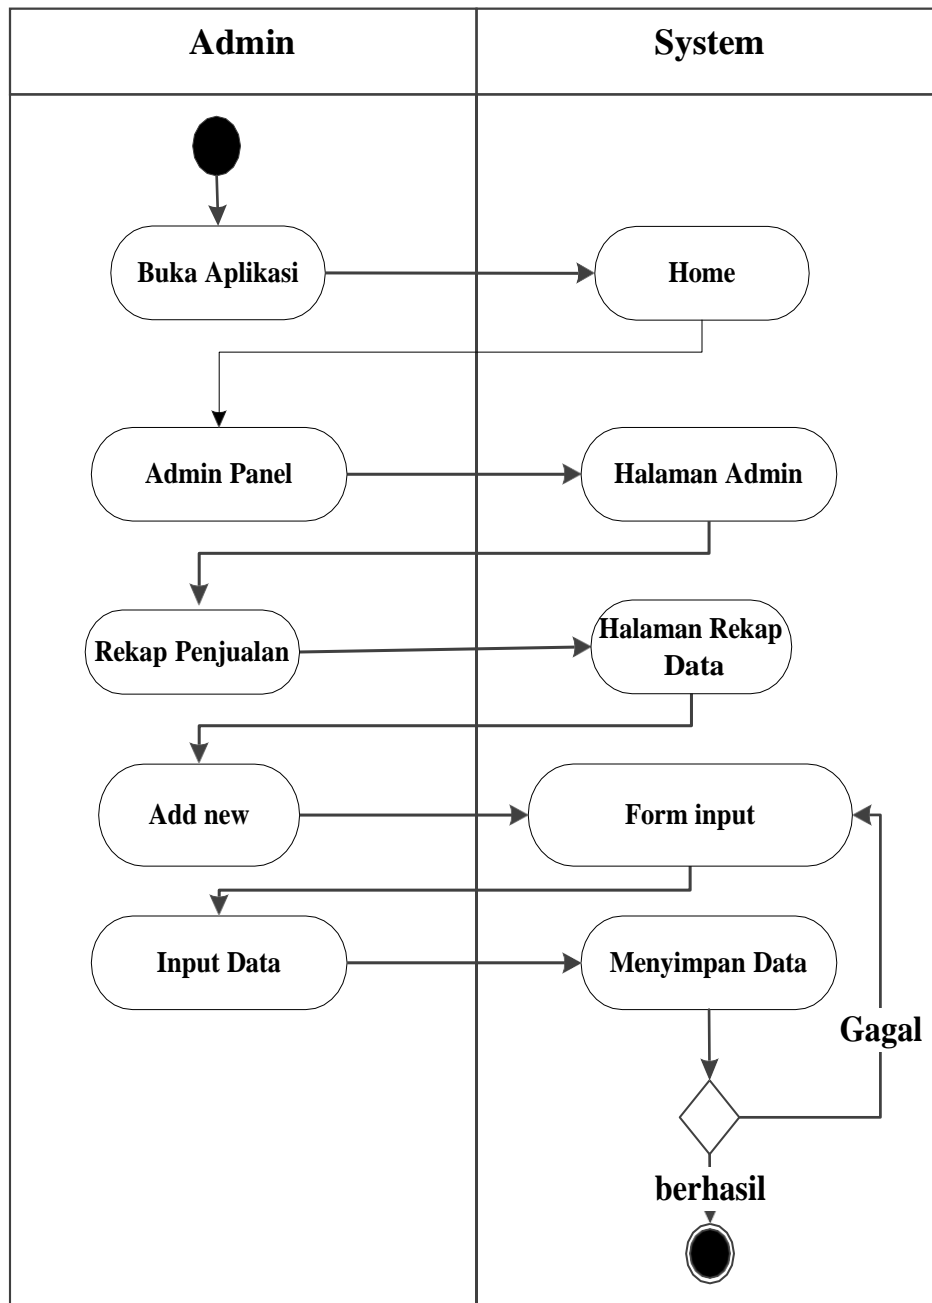 Admin
System
Buka Aplikasi
Home
Admin Panel
Halaman Admin
Rekap Penjualan
Halaman Rekap
Data
Add new
Form input
Input Data
Menyimpan Data
Gagal
berhasil